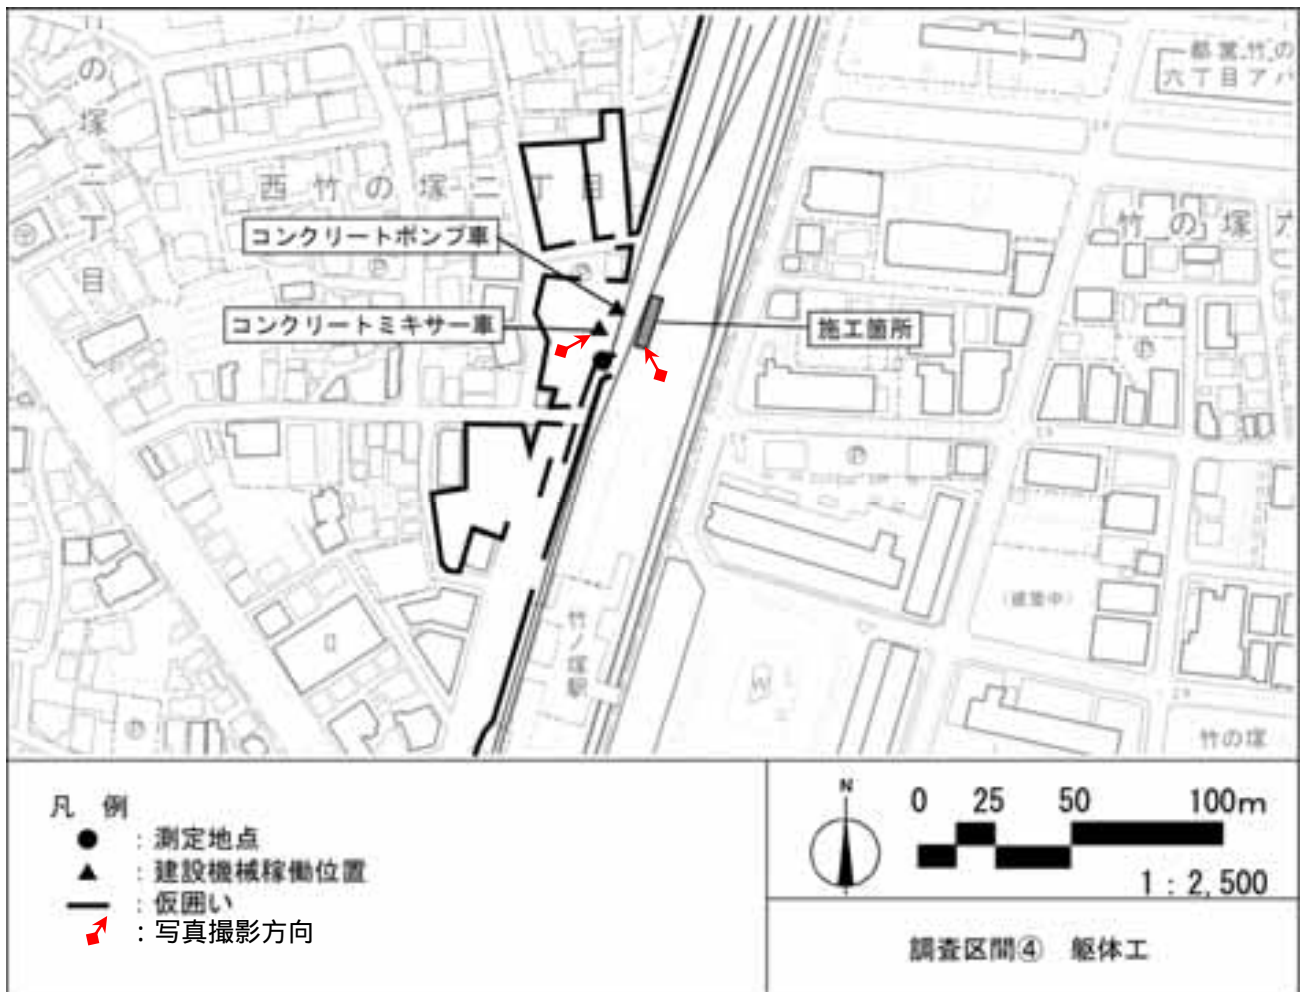 の塚二丁目
都営竹の
六丁目アパ
西竹の塚二丁目
竹の塚
コンクリートポンプ車
コンクリートミキサー車
施工箇所
(建築中)
竹ノ塚駅
竹の塚
凡 例
● : 測定地点
▲ : 建設機械稼働位置
: 仮囲い
: 写真撮影方向
N
0 25 50 100m
1 : 2,500
調査区間④ 躯体工